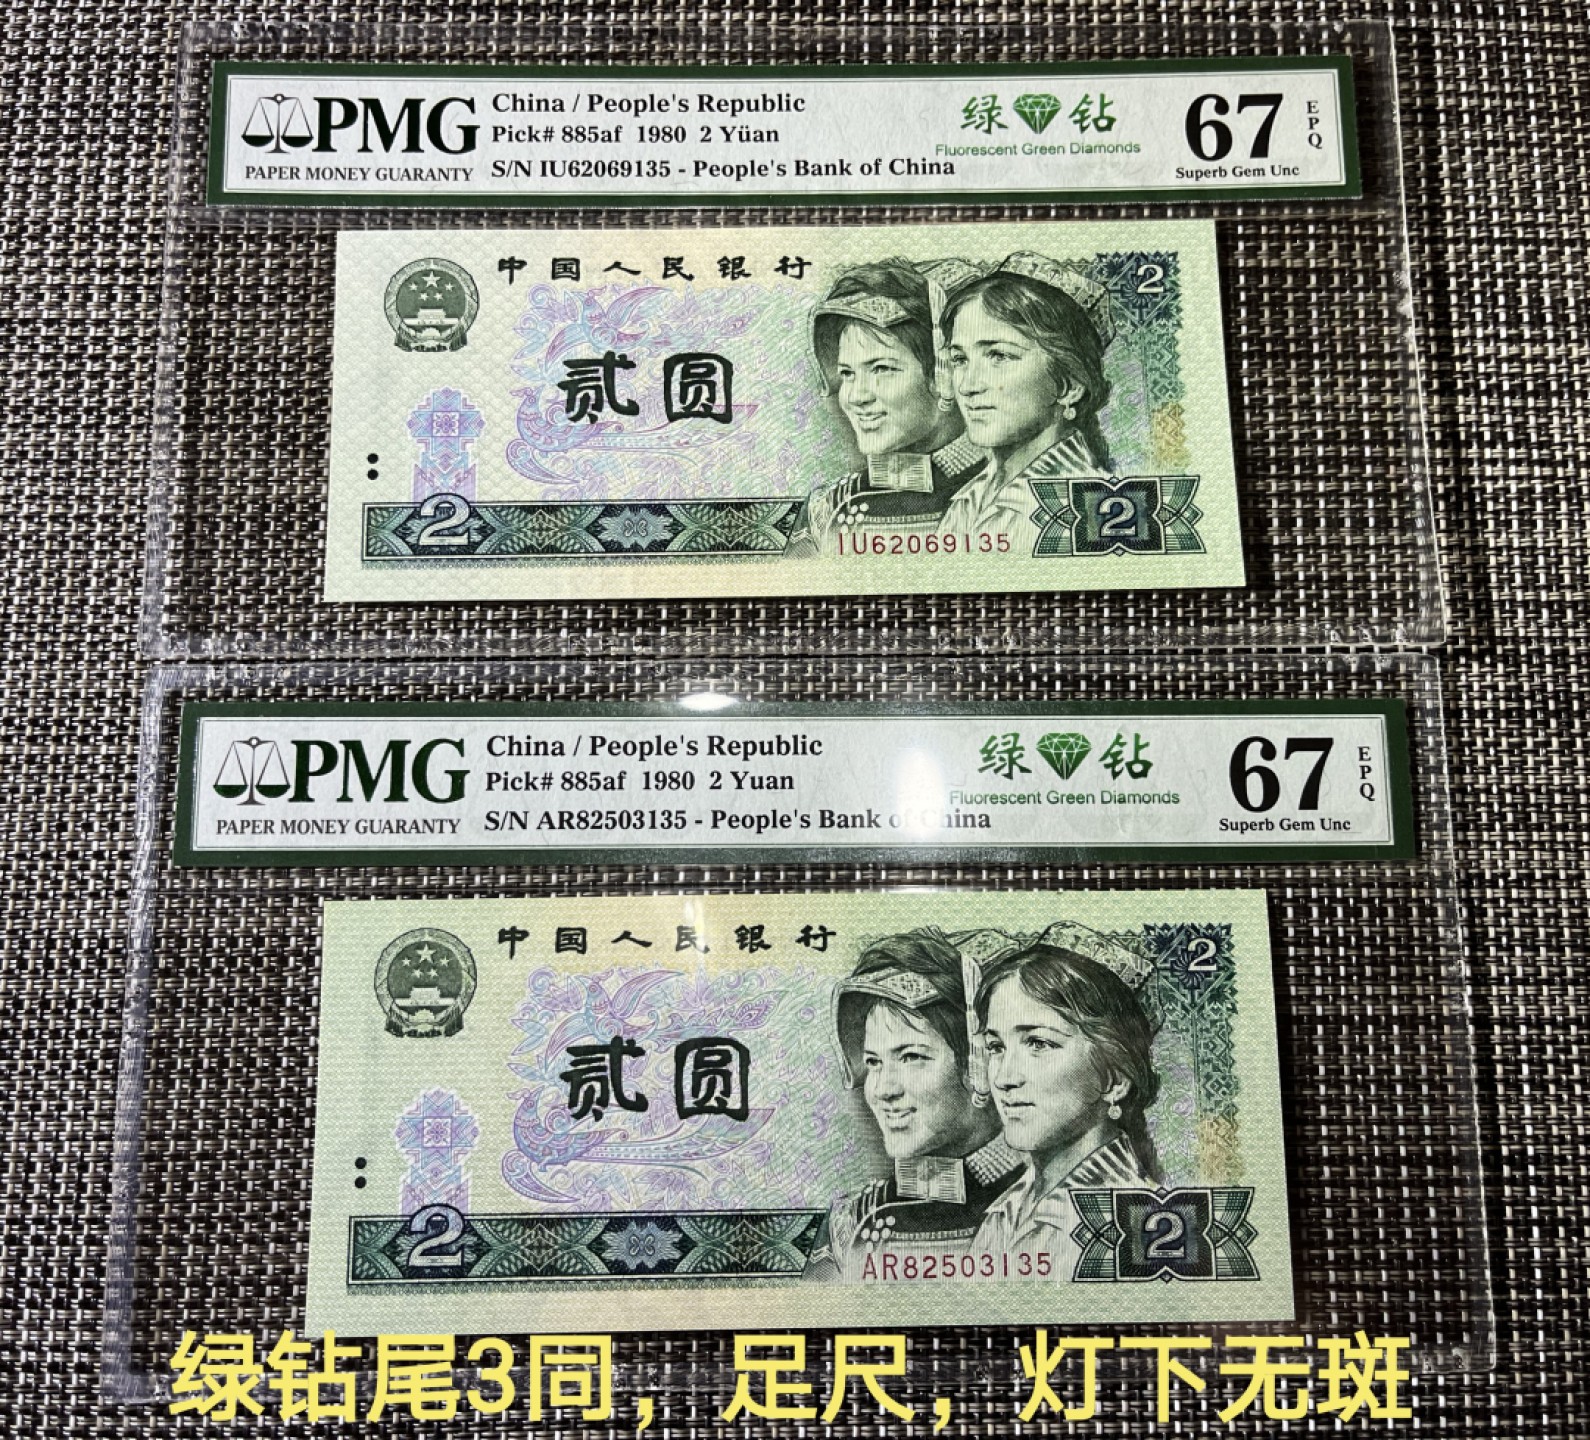 PMG
PAPER MONEY GUARANTY
China / People's Republic
Pick# 885af 1980 2 Yüan
S/N IU62069135 - People's Bank of China
绿钻
Fluorescent Green Diamonds
67
EPQ
Superb Gem Unc
中国人民银行
2
贰圆
2
IU62069135
2
PMG
PAPER MONEY GUARANTY
China / People's Republic
Pick# 885af 1980 2 Yuan
S/N AR82503135 - People's Bank of China
绿钻
Fluorescent Green Diamonds
67
EPQ
Superb Gem Unc
中国人民银行
2
贰圆
2
AR82503135
2
绿钻尾3同，足尺，灯下无斑